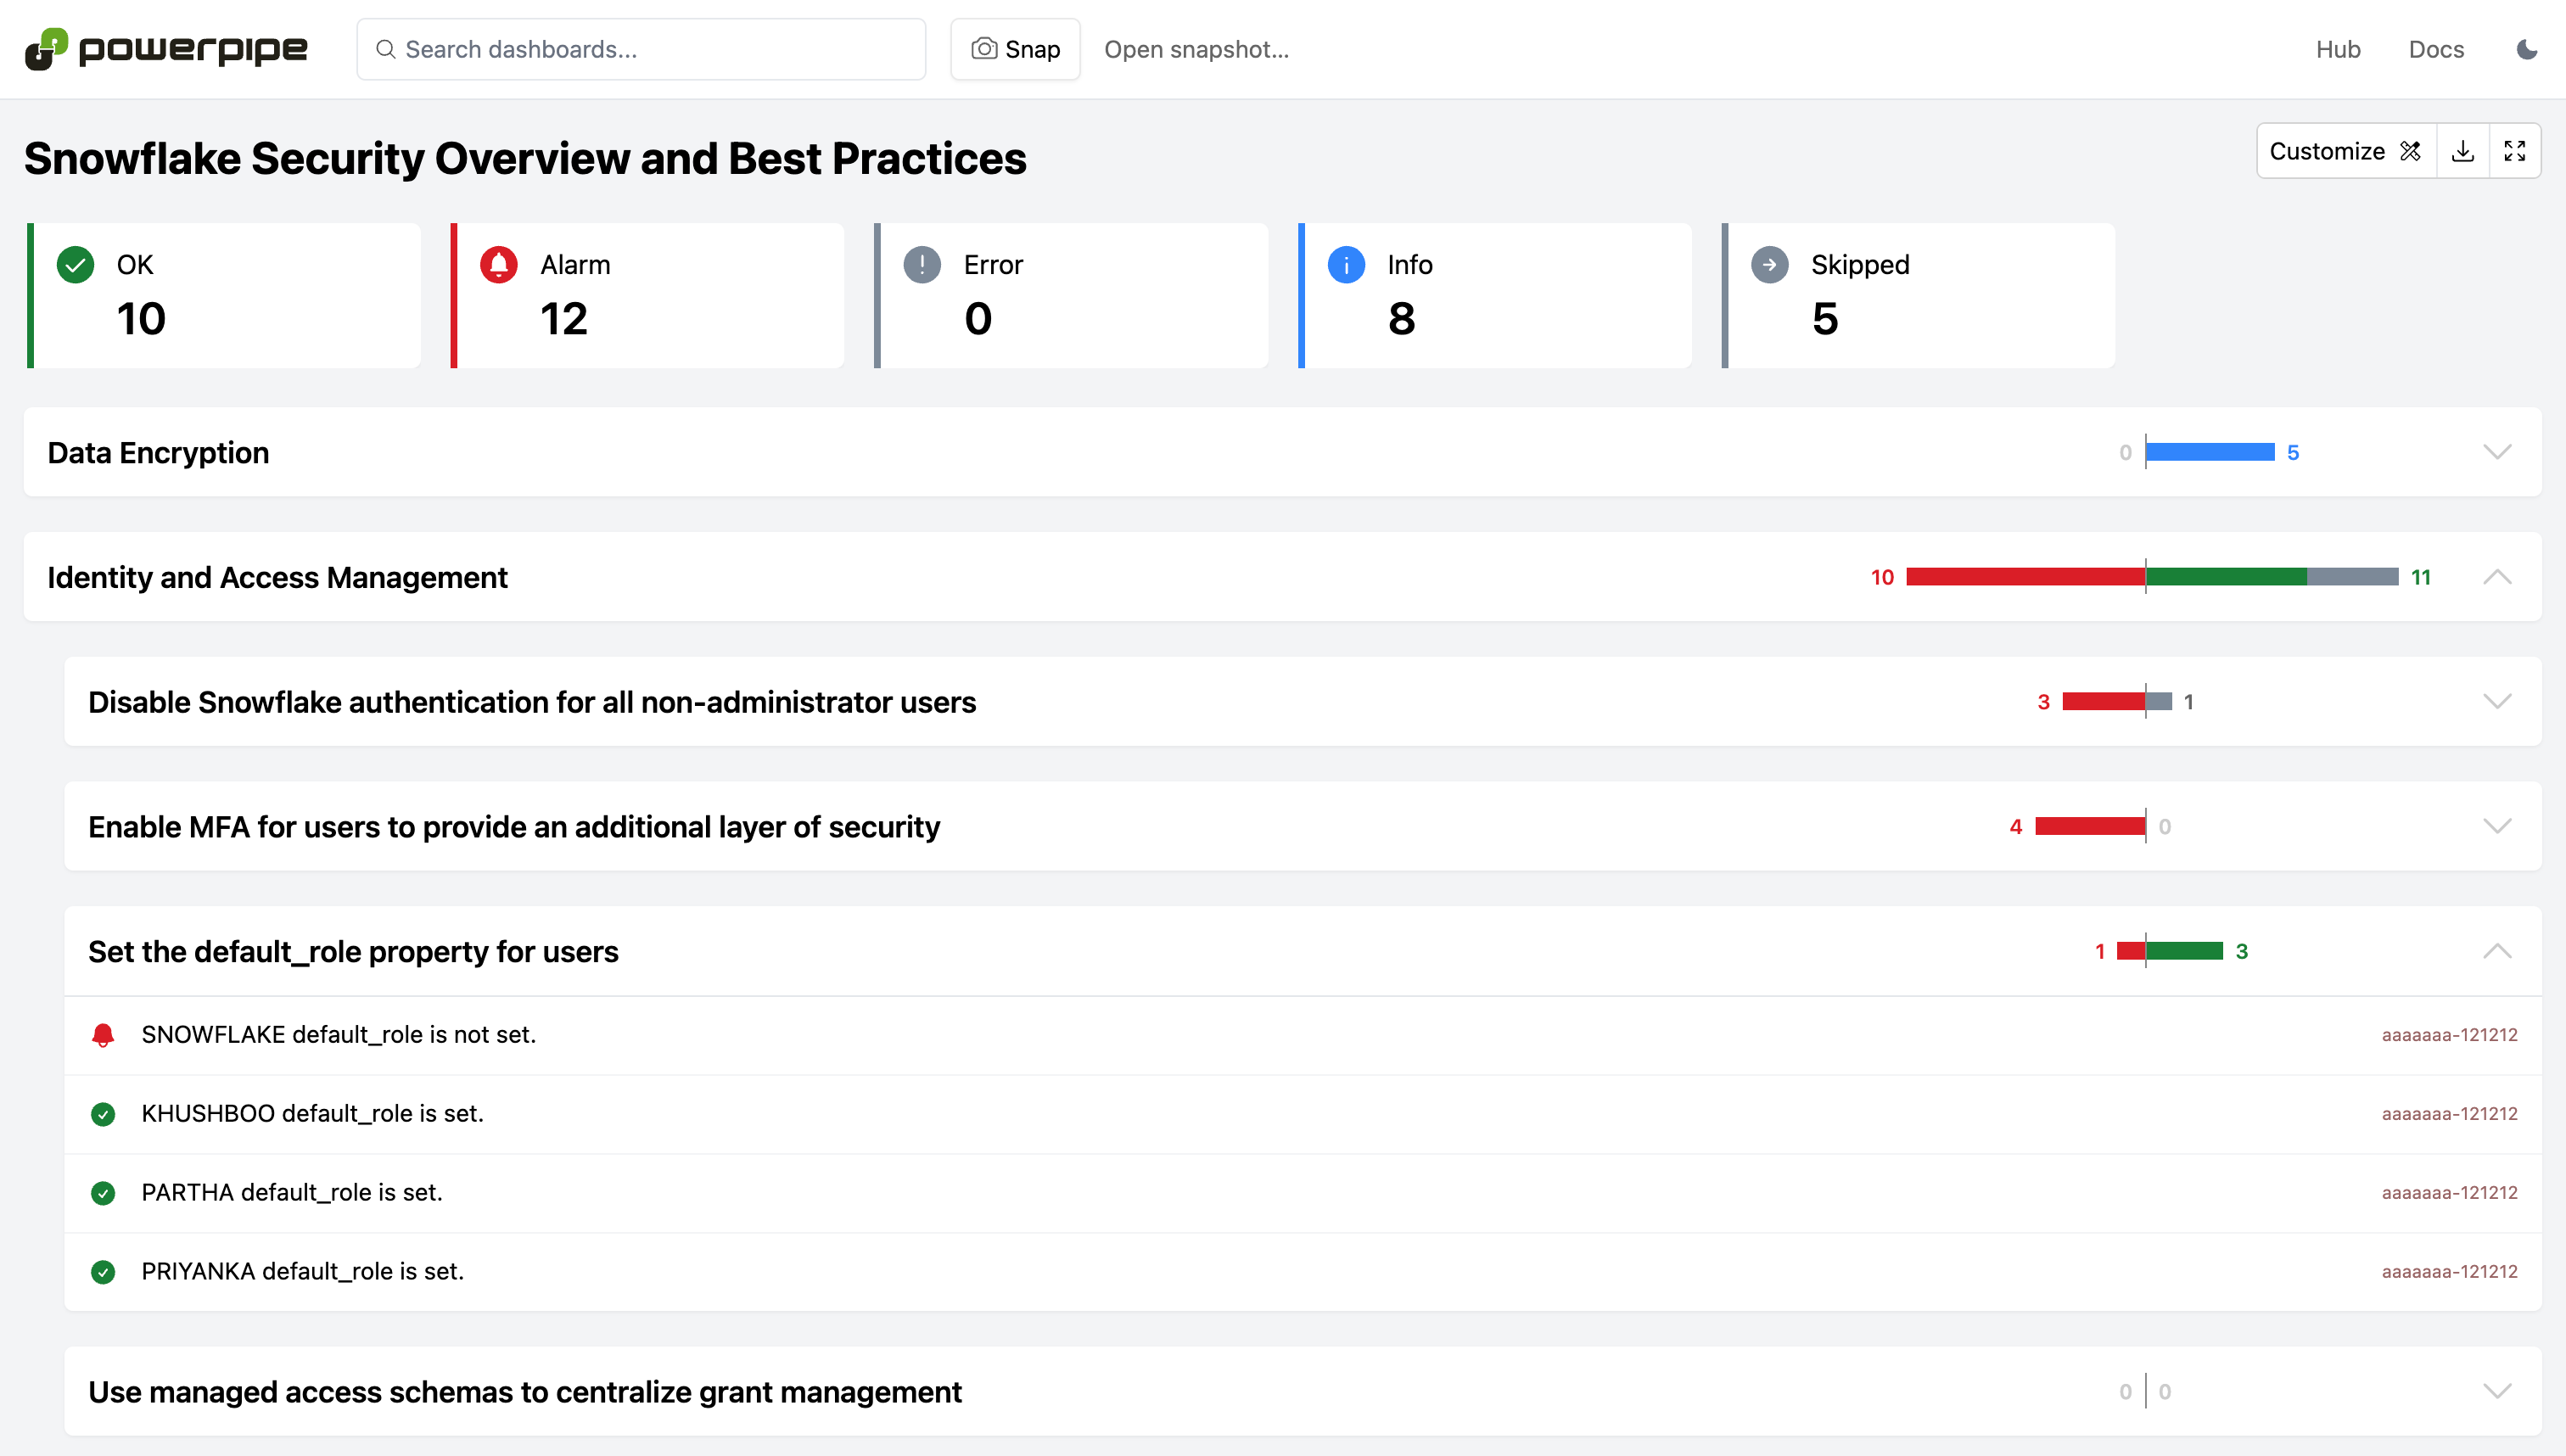 powerpipe
Search dashboards...
Snap
Open snapshot...
Hub
Docs
Snowflake Security Overview and Best Practices
Customize
OK
10
Alarm
12
Error
0
Info
8
Skipped
5
Data Encryption
0
5
Identity and Access Management
10
11
Disable Snowflake authentication for all non-administrator users
3
1
Enable MFA for users to provide an additional layer of security
4
0
Set the default_role property for users
1
3
SNOWFLAKE default_role is not set.
aaaaaaa-121212
KHUSHBOO default_role is set.
aaaaaaa-121212
PARTHA default_role is set.
aaaaaaa-121212
PRIYANKA default_role is set.
aaaaaaa-121212
Use managed access schemas to centralize grant management
0
0